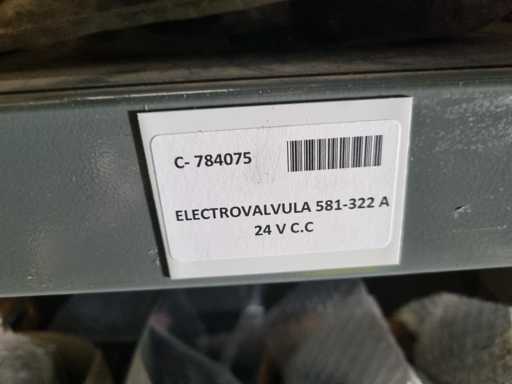 C- 784075
ELECTROVALVULA 581-322 A
24 V C.C